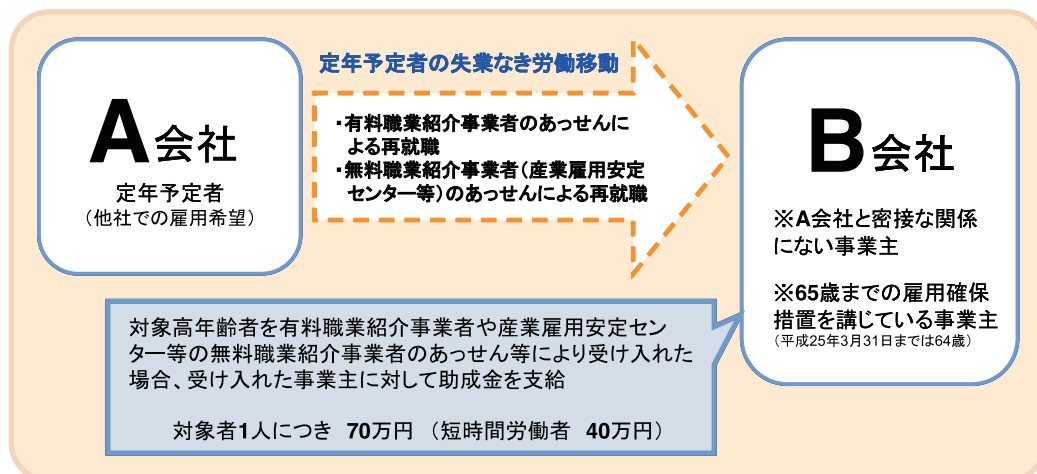 定年予定者の失業なき労働移動
A会社
定年予定者
（他社での雇用希望）
・有料職業紹介事業者のあっせんに
よる再就職
・無料職業紹介事業者（産業雇用安定
センター等）のあっせんによる再就職
B会社
※A会社と密接な関係
にない事業主
※65歳までの雇用確保
措置を講じている事業主
（平成25年3月31日までは64歳）
対象高年齢者を有料職業紹介事業者や産業雇用安定セン
ター等の無料職業紹介事業者のあっせん等により受け入れた
場合、受け入れた事業主に対して助成金を支給
対象者1人につき 70万円 （短時間労働者 40万円）